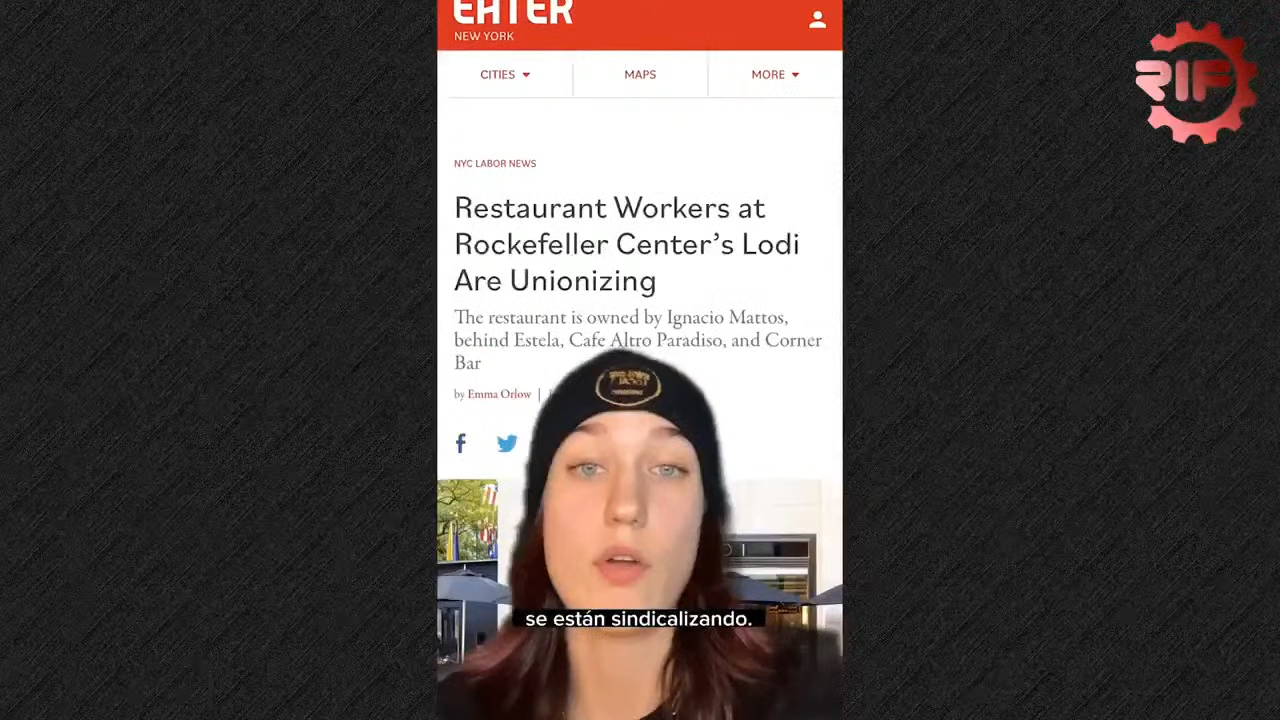 EATER
NEW YORK
CITIES
MAPS
MORE
RIF
NYC LABOR NEWS
Restaurant Workers at
Rockefeller Center's Lodi
Are Unionizing
The restaurant is owned by Ignacio Mattos,
behind Estela, Cafe Altro Paradiso, and Corner
Bar
by Emma Orlow |
se están sindicalizando.